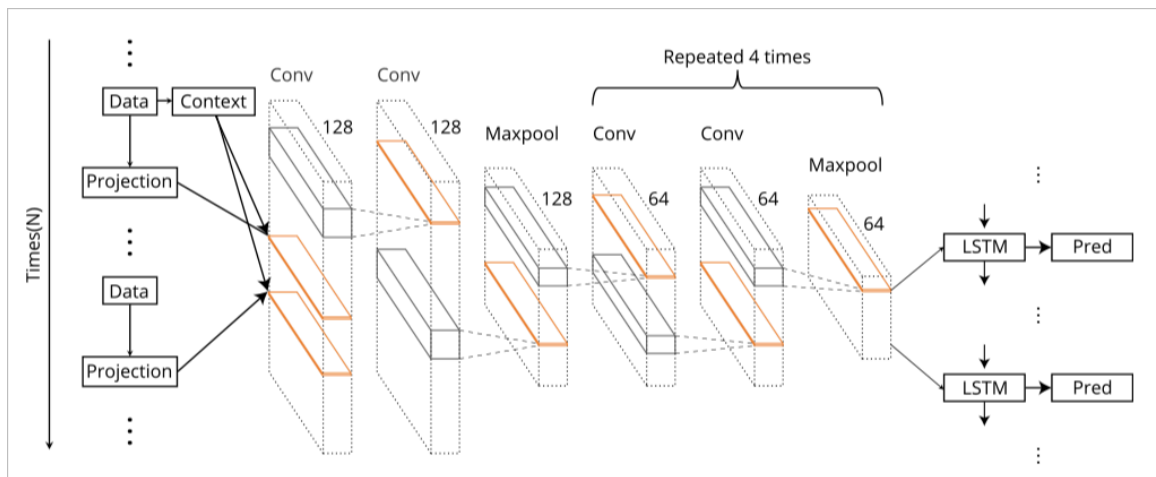 Repeated 4 times
Conv
Conv
Data
Context
128
128
Maxpool
Conv
Conv
Maxpool
Projection
128
64
64
64
Times(N)
LSTM
Pred
Data
Projection
LSTM
Pred